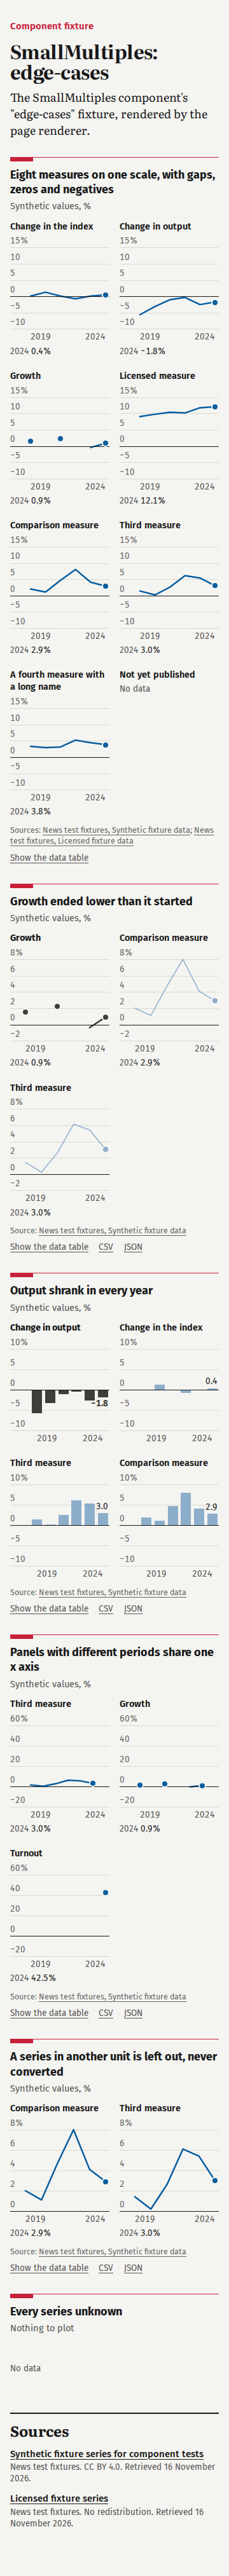 Component fixture
SmallMultiples:
edge-cases
The SmallMultiples component's
"edge-cases" fixture, rendered by the
page renderer.
Eight measures on one scale, with gaps,
zeros and negatives
Synthetic values, %
Change in the index
15%
10
5
0
−5
−10
2019 2024
2024 0.4%
Change in output
15%
10
5
0
−5
−10
2019 2024
2024 −1.8%
Growth
15%
10
5
0
−5
−10
2019 2024
2024 0.9%
Licensed measure
15%
10
5
0
−5
−10
2019 2024
2024 12.1%
Comparison measure
15%
10
5
0
−5
−10
2019 2024
2024 2.9%
Third measure
15%
10
5
0
−5
−10
2019 2024
2024 3.0%
A fourth measure with
a long name
15%
10
5
0
−5
−10
2019 2024
2024 3.8%
Not yet published
No data
Sources: News test fixtures, Synthetic fixture data; News
test fixtures, Licensed fixture data
Show the data table
Growth ended lower than it started
Synthetic values, %
Growth
8%
6
4
2
0
−2
2019 2024
2024 0.9%
Comparison measure
8%
6
4
2
0
−2
2019 2024
2024 2.9%
Third measure
8%
6
4
2
0
−2
2019 2024
2024 3.0%
Source: News test fixtures, Synthetic fixture data
Show the data table CSV JSON
Output shrank in every year
Synthetic values, %
Change in output
10%
5
0
−5
−10
−1.8
2019 2024
Change in the index
10%
5
0
−5
−10
0.4
2019 2024
Third measure
10%
5
0
−5
−10
3.0
2019 2024
Comparison measure
10%
5
0
−5
−10
2.9
2019 2024
Source: News test fixtures, Synthetic fixture data
Show the data table CSV JSON
Panels with different periods share one
x axis
Synthetic values, %
Third measure
60%
40
20
0
−20
2019 2024
2024 3.0%
Growth
60%
40
20
0
−20
2019 2024
2024 0.9%
Turnout
60%
40
20
0
−20
2019 2024
2024 42.5%
Source: News test fixtures, Synthetic fixture data
Show the data table CSV JSON
A series in another unit is left out, never
converted
Synthetic values, %
Comparison measure
8%
6
4
2
0
2019 2024
2024 2.9%
Third measure
8%
6
4
2
0
2019 2024
2024 3.0%
Source: News test fixtures, Synthetic fixture data
Show the data table CSV JSON
Every series unknown
Nothing to plot
No data
Sources
Synthetic fixture series for component tests
News test fixtures. CC BY 4.0. Retrieved 16 November
2026.
Licensed fixture series
News test fixtures. No redistribution. Retrieved 16
November 2026.